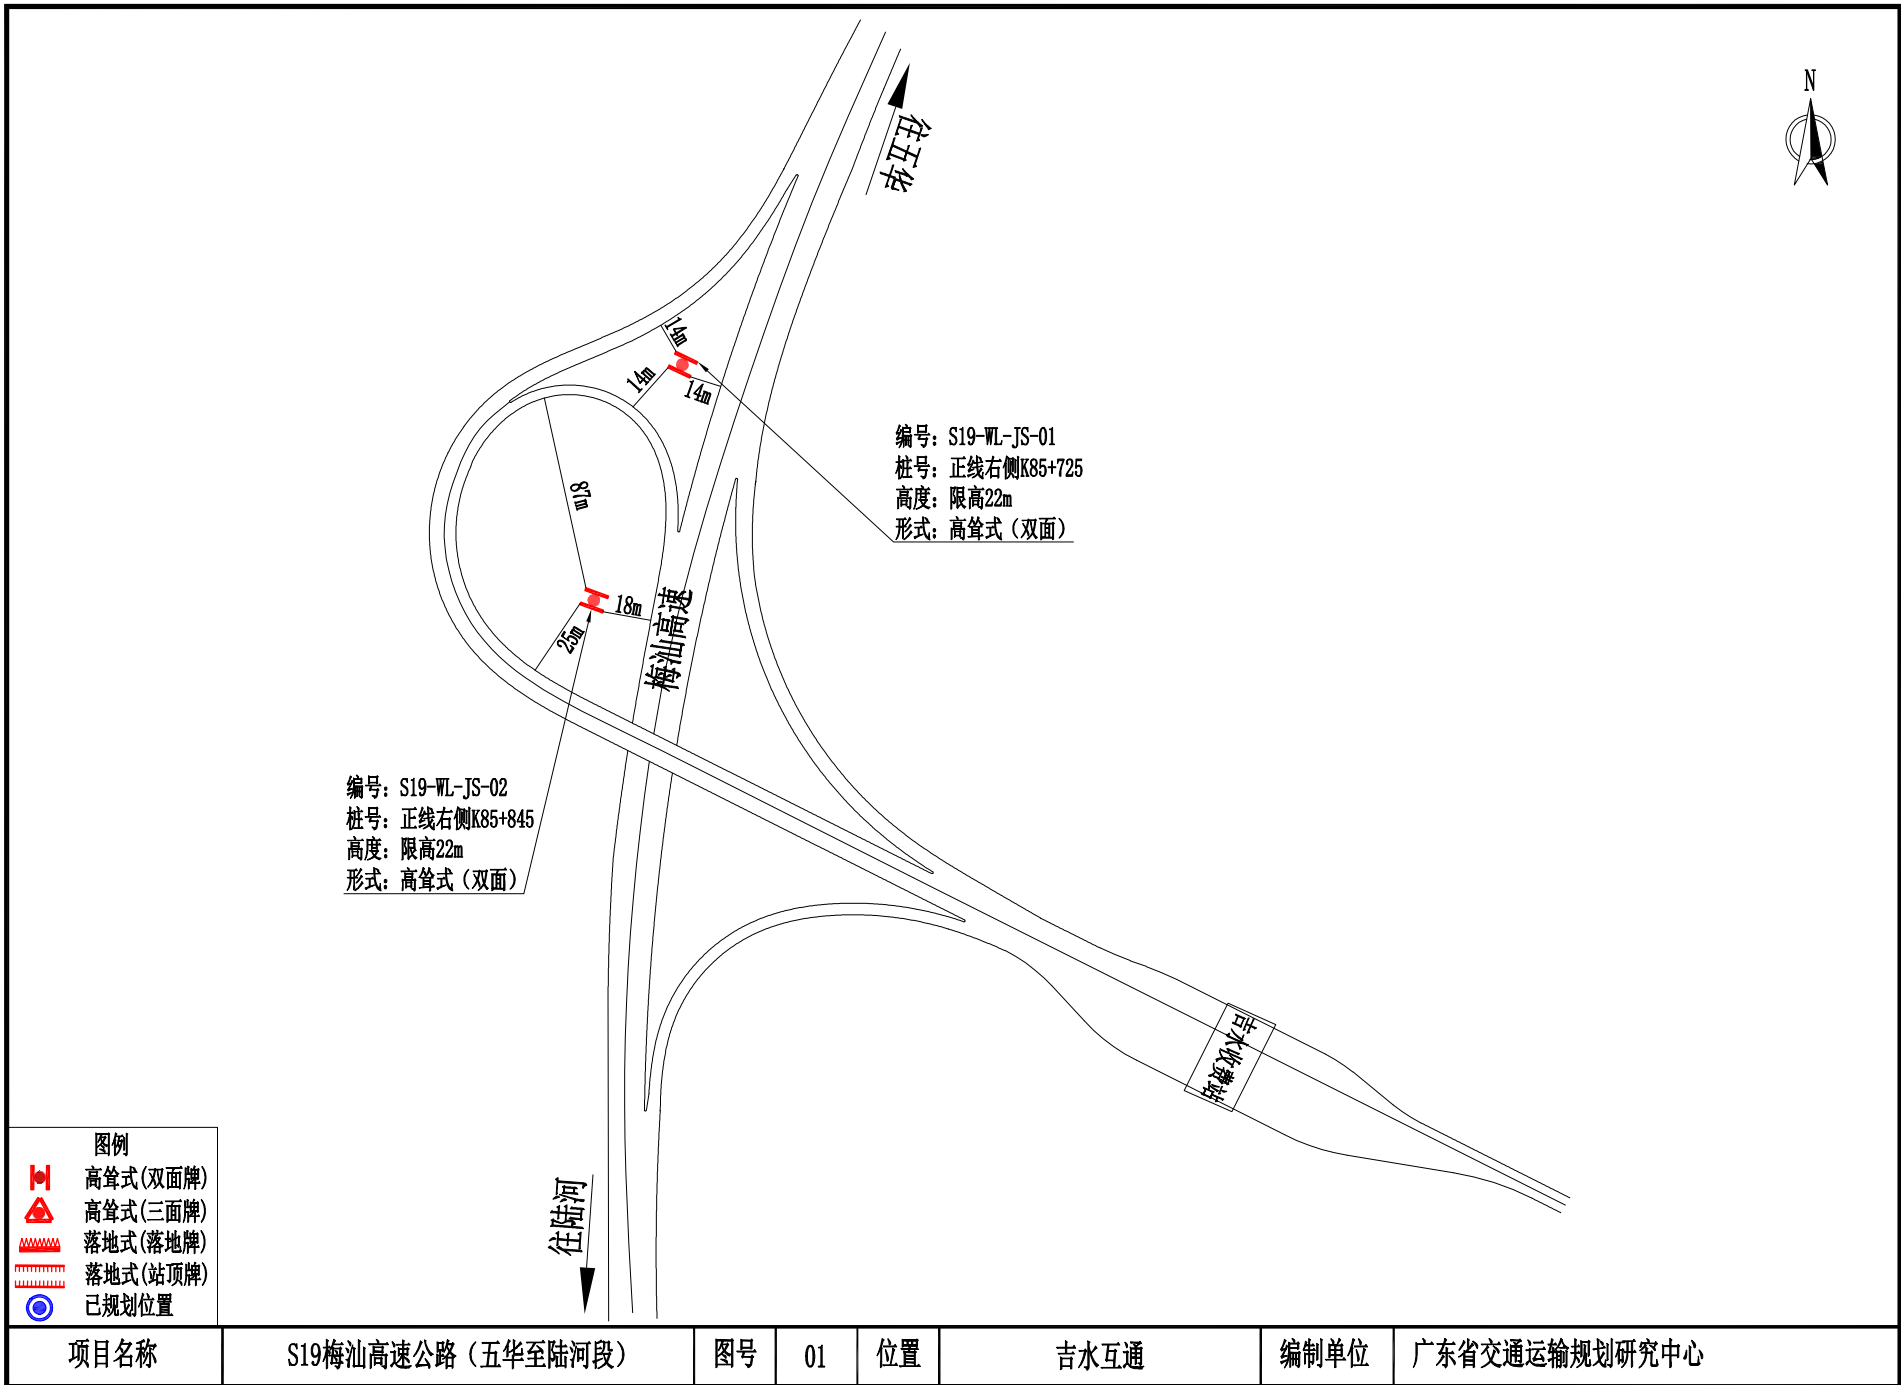 N
往五华
14m
14m
14m
编号：S19-WL-JS-01
桩号：正线右侧K85+725
高度：限高22m
形式：高耸式（双面）
87m
18m
25m
梅汕高速
编号：S19-WL-JS-02
桩号：正线右侧K85+845
高度：限高22m
形式：高耸式（双面）
吉水收费站
往陆河
图例
高耸式(双面牌)
高耸式(三面牌)
落地式(落地牌)
落地式(站顶牌)
已规划位置
项目名称 S19梅汕高速公路（五华至陆河段） 图号 01 位置 吉水互通 编制单位 广东省交通运输规划研究中心